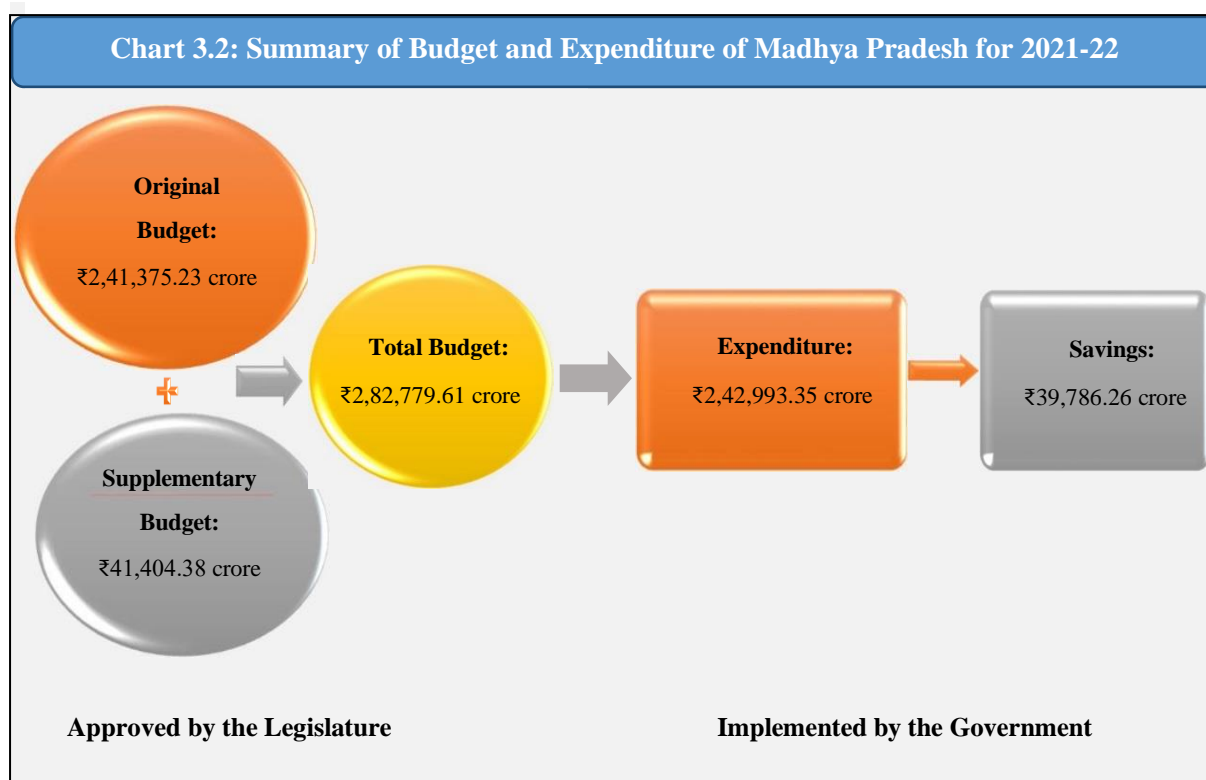 Chart 3.2: Summary of Budget and Expenditure of Madhya Pradesh for 2021-22
Original
Budget:
₹2,41,375.23 crore
+
Supplementary
Budget:
₹41,404.38 crore
Total Budget:
₹2,82,779.61 crore
Expenditure:
₹2,42,993.35 crore
Savings:
₹39,786.26 crore
Approved by the Legislature
Implemented by the Government